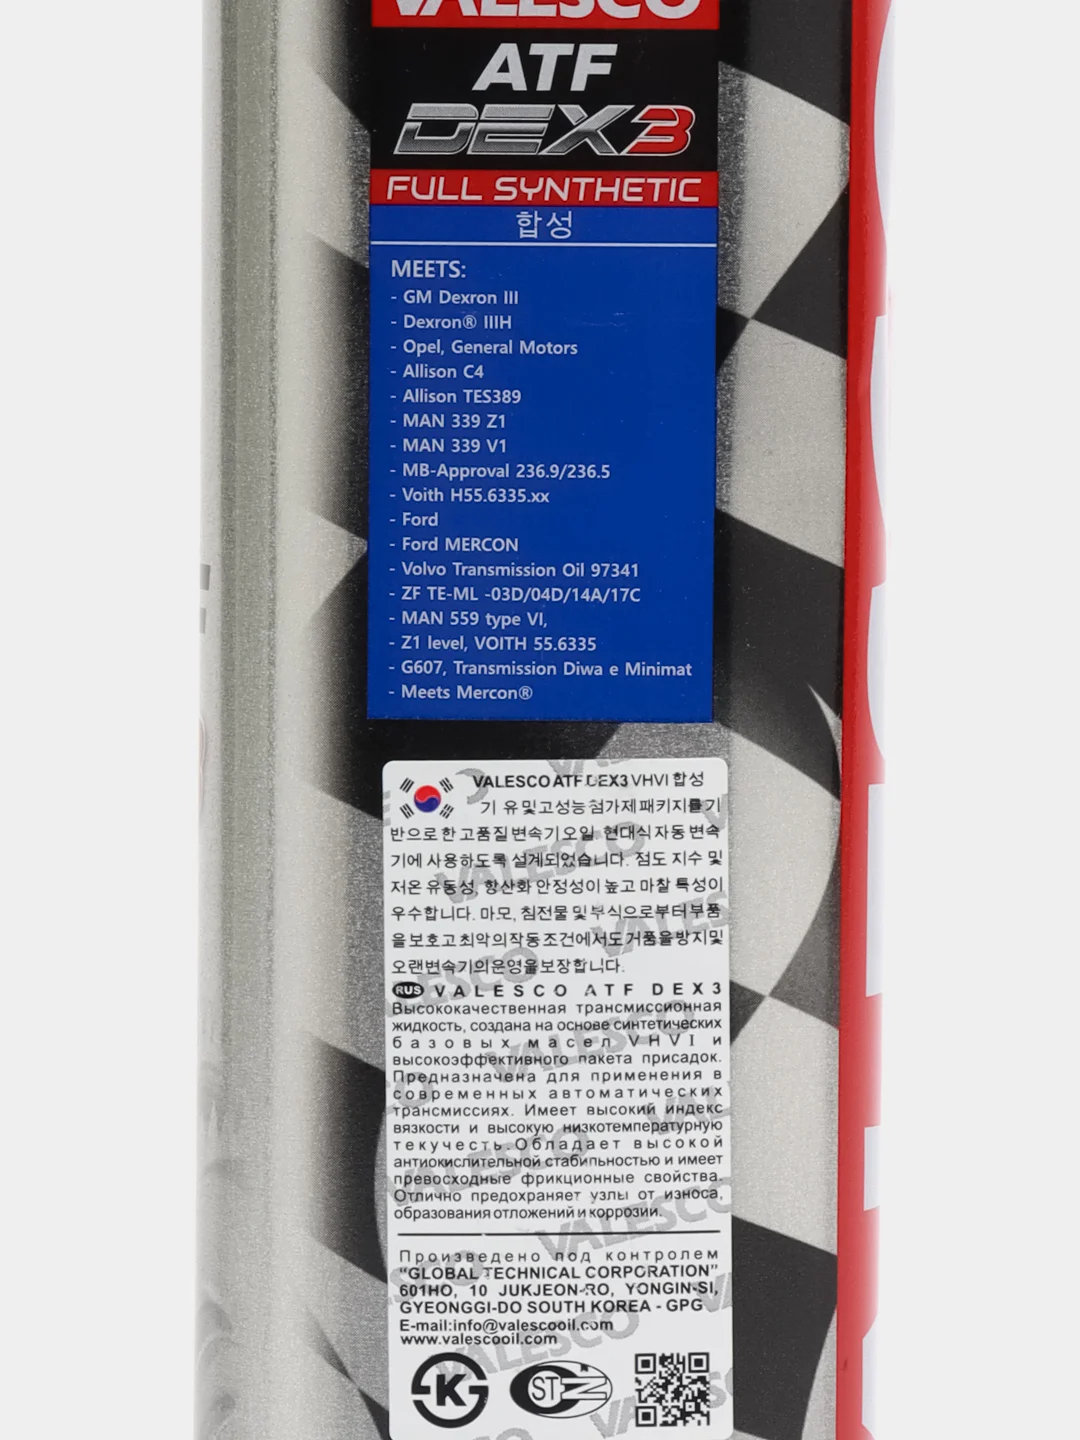 VALESCO
ATF
DEX3
FULL SYNTHETIC
합성
MEETS:
- GM Dexron III
- Dexron® IIIH
- Opel, General Motors
- Allison C4
- Allison TES389
- MAN 339 Z1
- MAN 339 V1
- MB-Approval 236.9/236.5
- Voith H55.6335.xx
- Ford
- Ford MERCON
- Volvo Transmission Oil 97341
- ZF TE-ML -03D/04D/14A/17C
- MAN 559 type VI,
- Z1 level, VOITH 55.6335
- G607, Transmission Diwa e Minimat
- Meets Mercon®
VALESCO ATF DEX3 VHVI 합성
기 유 및 고성능 첨가제 패키지를 기
반으로 한 고품질 변속기 오일. 현대식 자동 변속
기에 사용하도록 설계되었습니다. 점도 지수 및
저온 유동성, 항산화 안정성이 높고 마찰 특성이
우수합니다. 마모, 침전물 및 부식으로부터 부품
을 보호고 최악의 작동 조건에서도 거품을 방지 및
오랜 변속기의 운영을 보장합니다.
RUS VALESCO ATF DEX3
Высококачественная трансмиссионная
жидкость, создана на основе синтетических
базовых масел VHVI и
высокоэффективного пакета присадок.
Предназначена для применения в
современных автоматических
трансмиссиях. Имеет высокий индекс
вязкости и высокую низкотемпературную
текучесть. Обладает высокой
антиокислительной стабильностью и имеет
превосходные фрикционные свойства.
Отлично предохраняет узлы от износа,
образования отложений и коррозии.
Произведено под контролем
“GLOBAL TECHNICAL CORPORATION”
601HO, 10 JUKJEON-RO, YONGIN-SI,
GYEONGGI-DO SOUTH KOREA - GPG
E-mail:info@valescooil.com
www.valescooil.com
K
ST